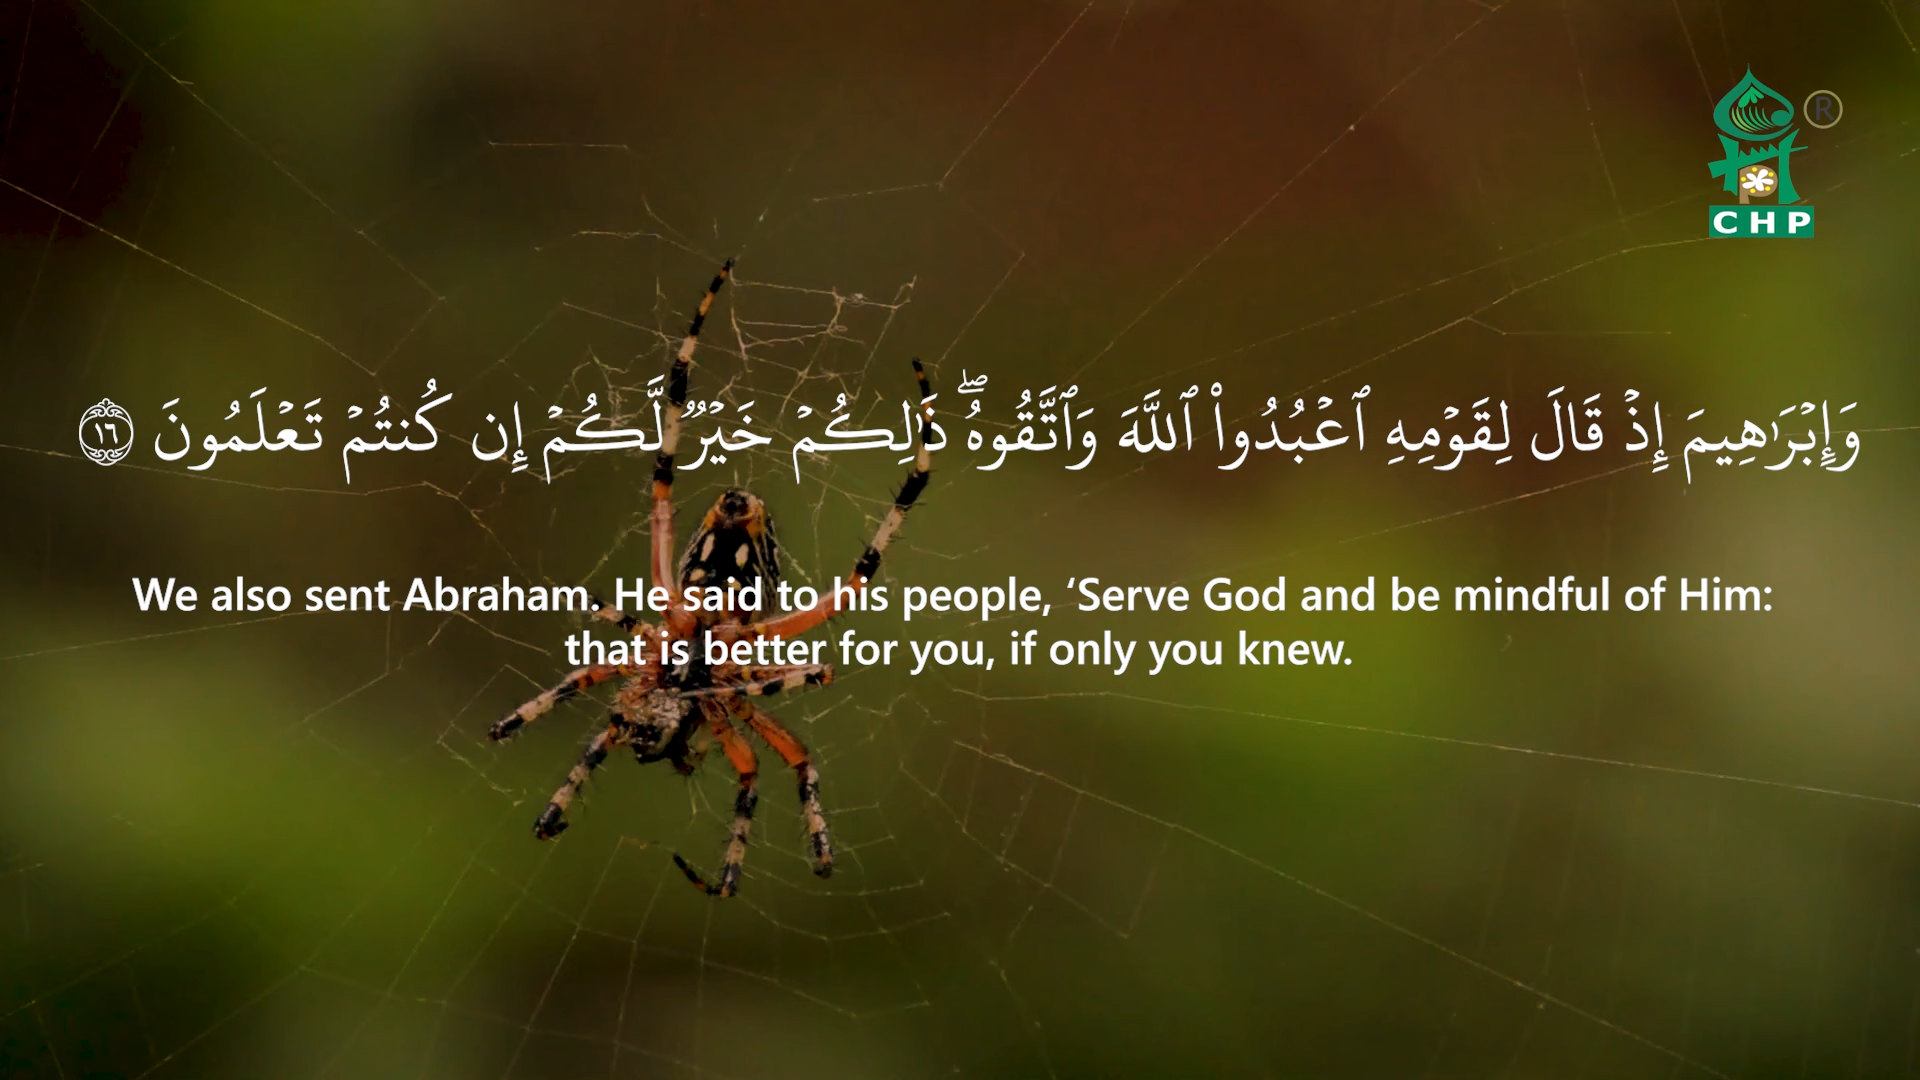 CHP
®
وَإِبْرَٰهِيمَ إِذْ قَالَ لِقَوْمِهِ ٱعْبُدُوا۟ ٱللَّهَ وَٱتَّقُوهُ ۖ ذَٰلِكُمْ خَيْرٌ لَّكُمْ إِن كُنتُمْ تَعْلَمُونَ ١٦
We also sent Abraham. He said to his people, ‘Serve God and be mindful of Him:
that is better for you, if only you knew.